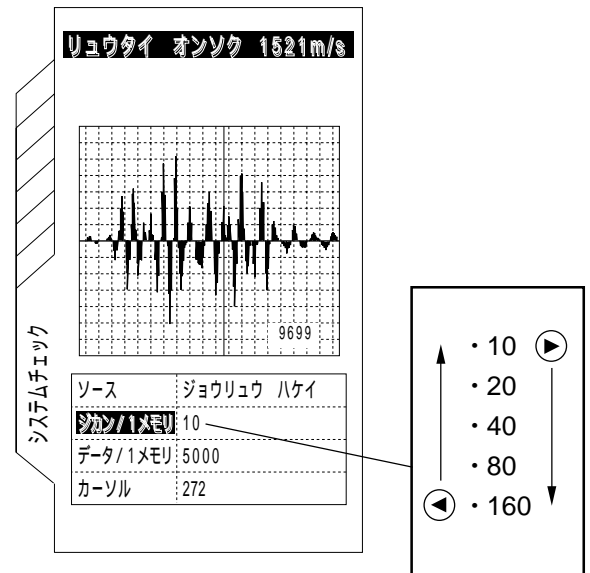 リュウタイ オンソク 1521m/s
9699
システムチェック
ソース ジョウリュウ ハケイ
ジカン/1メモリ 10
データ/1メモリ 5000
カーソル 272
・10
・20
・40
・80
・160